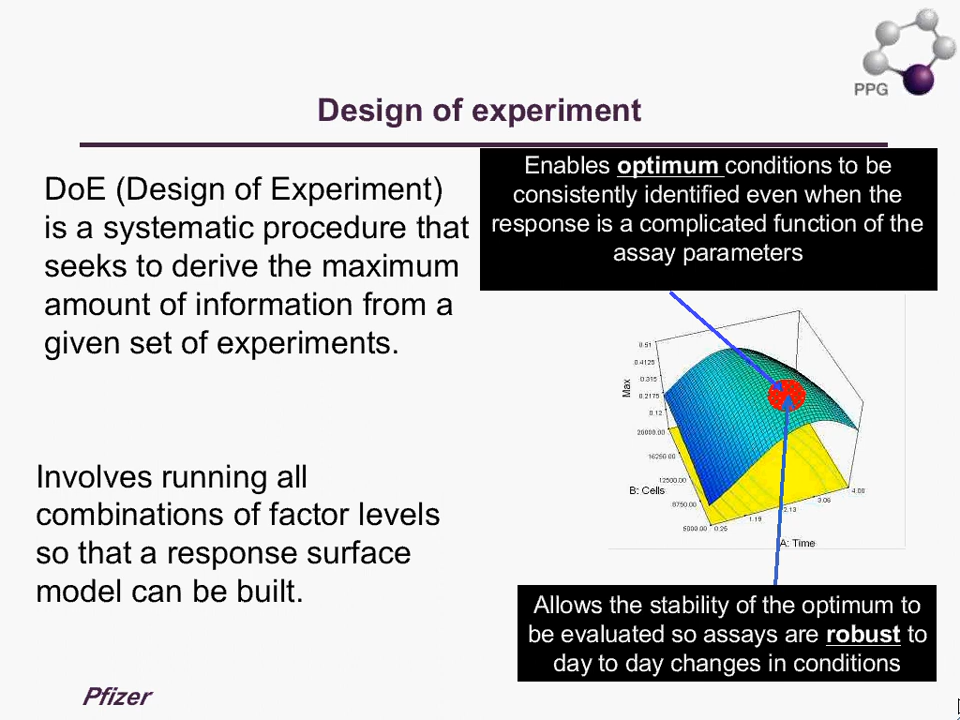 PPG
Design of experiment
DoE (Design of Experiment)
is a systematic procedure that
seeks to derive the maximum
amount of information from a
given set of experiments.
Involves running all
combinations of factor levels
so that a response surface
model can be built.
Enables optimum conditions to be
consistently identified even when the
response is a complicated function of the
assay parameters
0.51
0.4125
0.315
0.2175
0.12
Max
20000.00
16250.00
12500.00
8750.00
5000.00
B: Cells
0.25
1.19
2.13
3.06
4.00
A: Time
Allows the stability of the optimum to
be evaluated so assays are robust to
day to day changes in conditions
Pfizer